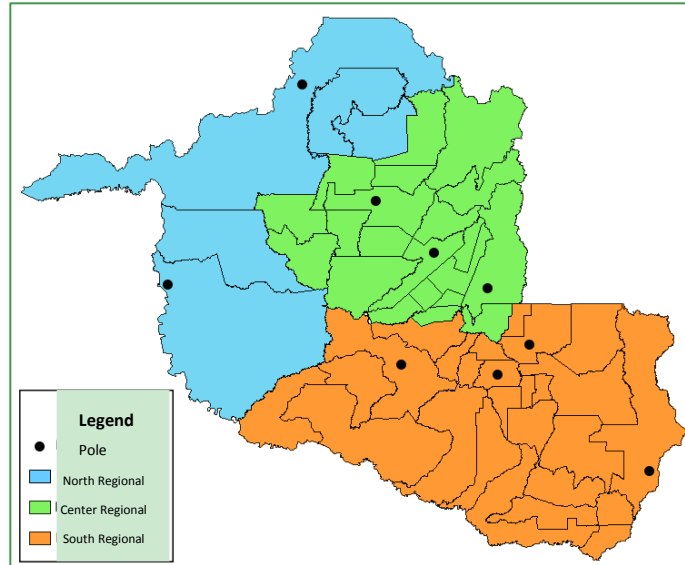 Legend
Pole
North Regional
Center Regional
South Regional